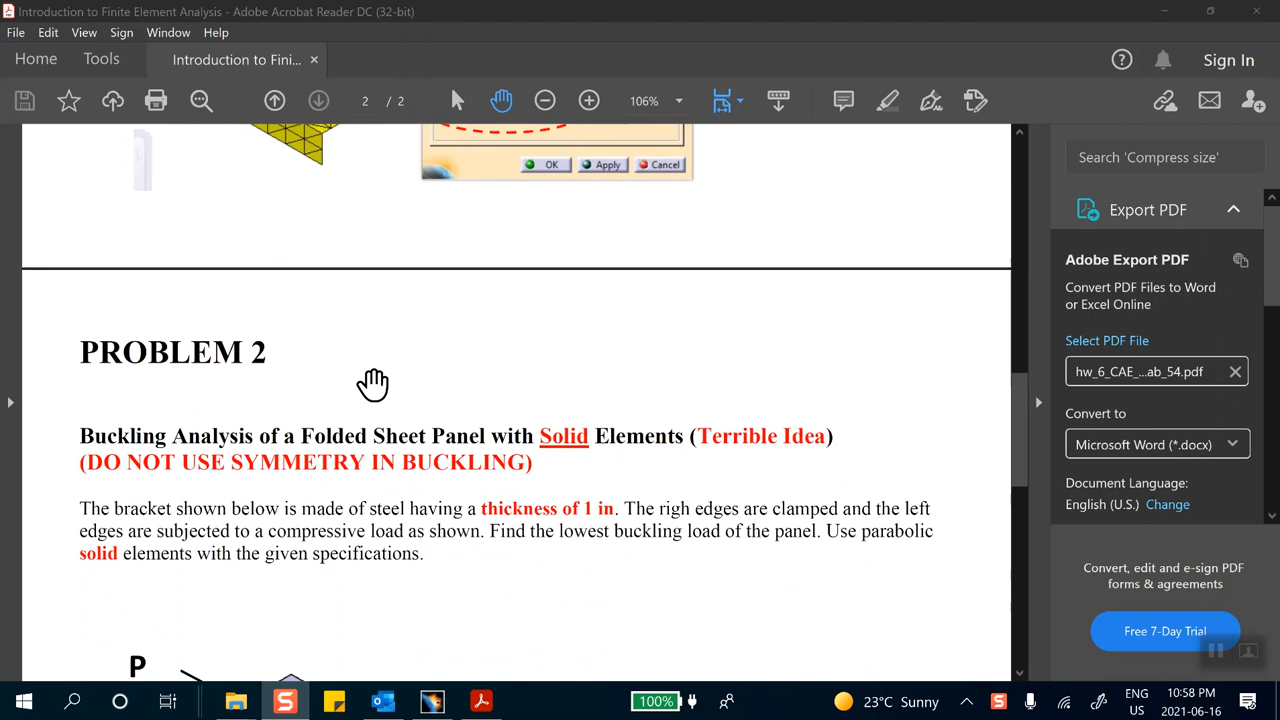 Introduction to Finite Element Analysis - Adobe Acrobat Reader DC (32-bit)
File Edit View Sign Window Help
Home Tools Introduction to Fini... × Sign In
2 / 2 106%
Search 'Compress size'
OK Apply Cancel
Export PDF
Adobe Export PDF
Convert PDF Files to Word
or Excel Online
Select PDF File
hw_6_CAE_...ab_54.pdf
Convert to
Microsoft Word (*.docx)
Document Language:
English (U.S.) Change
Convert, edit and e-sign PDF
forms & agreements
Free 7-Day Trial
PROBLEM 2
Buckling Analysis of a Folded Sheet Panel with Solid Elements (Terrible Idea)
(DO NOT USE SYMMETRY IN BUCKLING)
The bracket shown below is made of steel having a thickness of 1 in. The righ edges are clamped and the left
edges are subjected to a compressive load as shown. Find the lowest buckling load of the panel. Use parabolic
solid elements with the given specifications.
P
100% 23°C Sunny ENG US 10:58 PM 2021-06-16